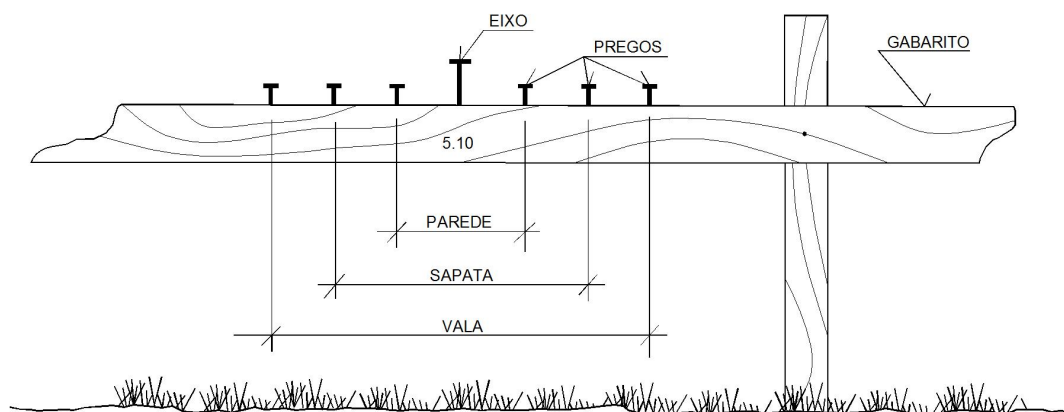 EIXO
PREGOS
GABARITO
5.10
PAREDE
SAPATA
VALA